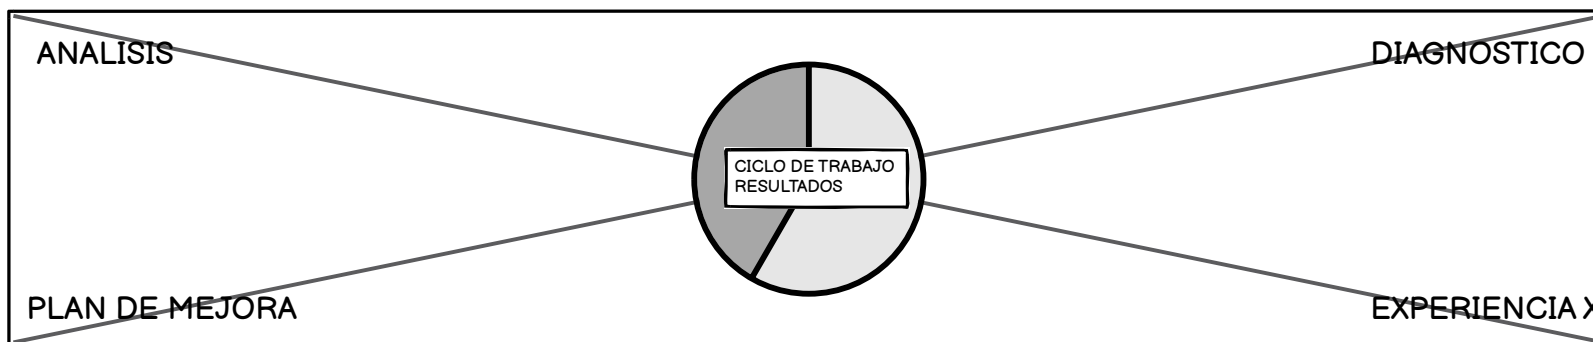 ANALISIS
DIAGNOSTICO
CICLO DE TRABAJO
RESULTADOS
PLAN DE MEJORA
EXPERIENCIA X